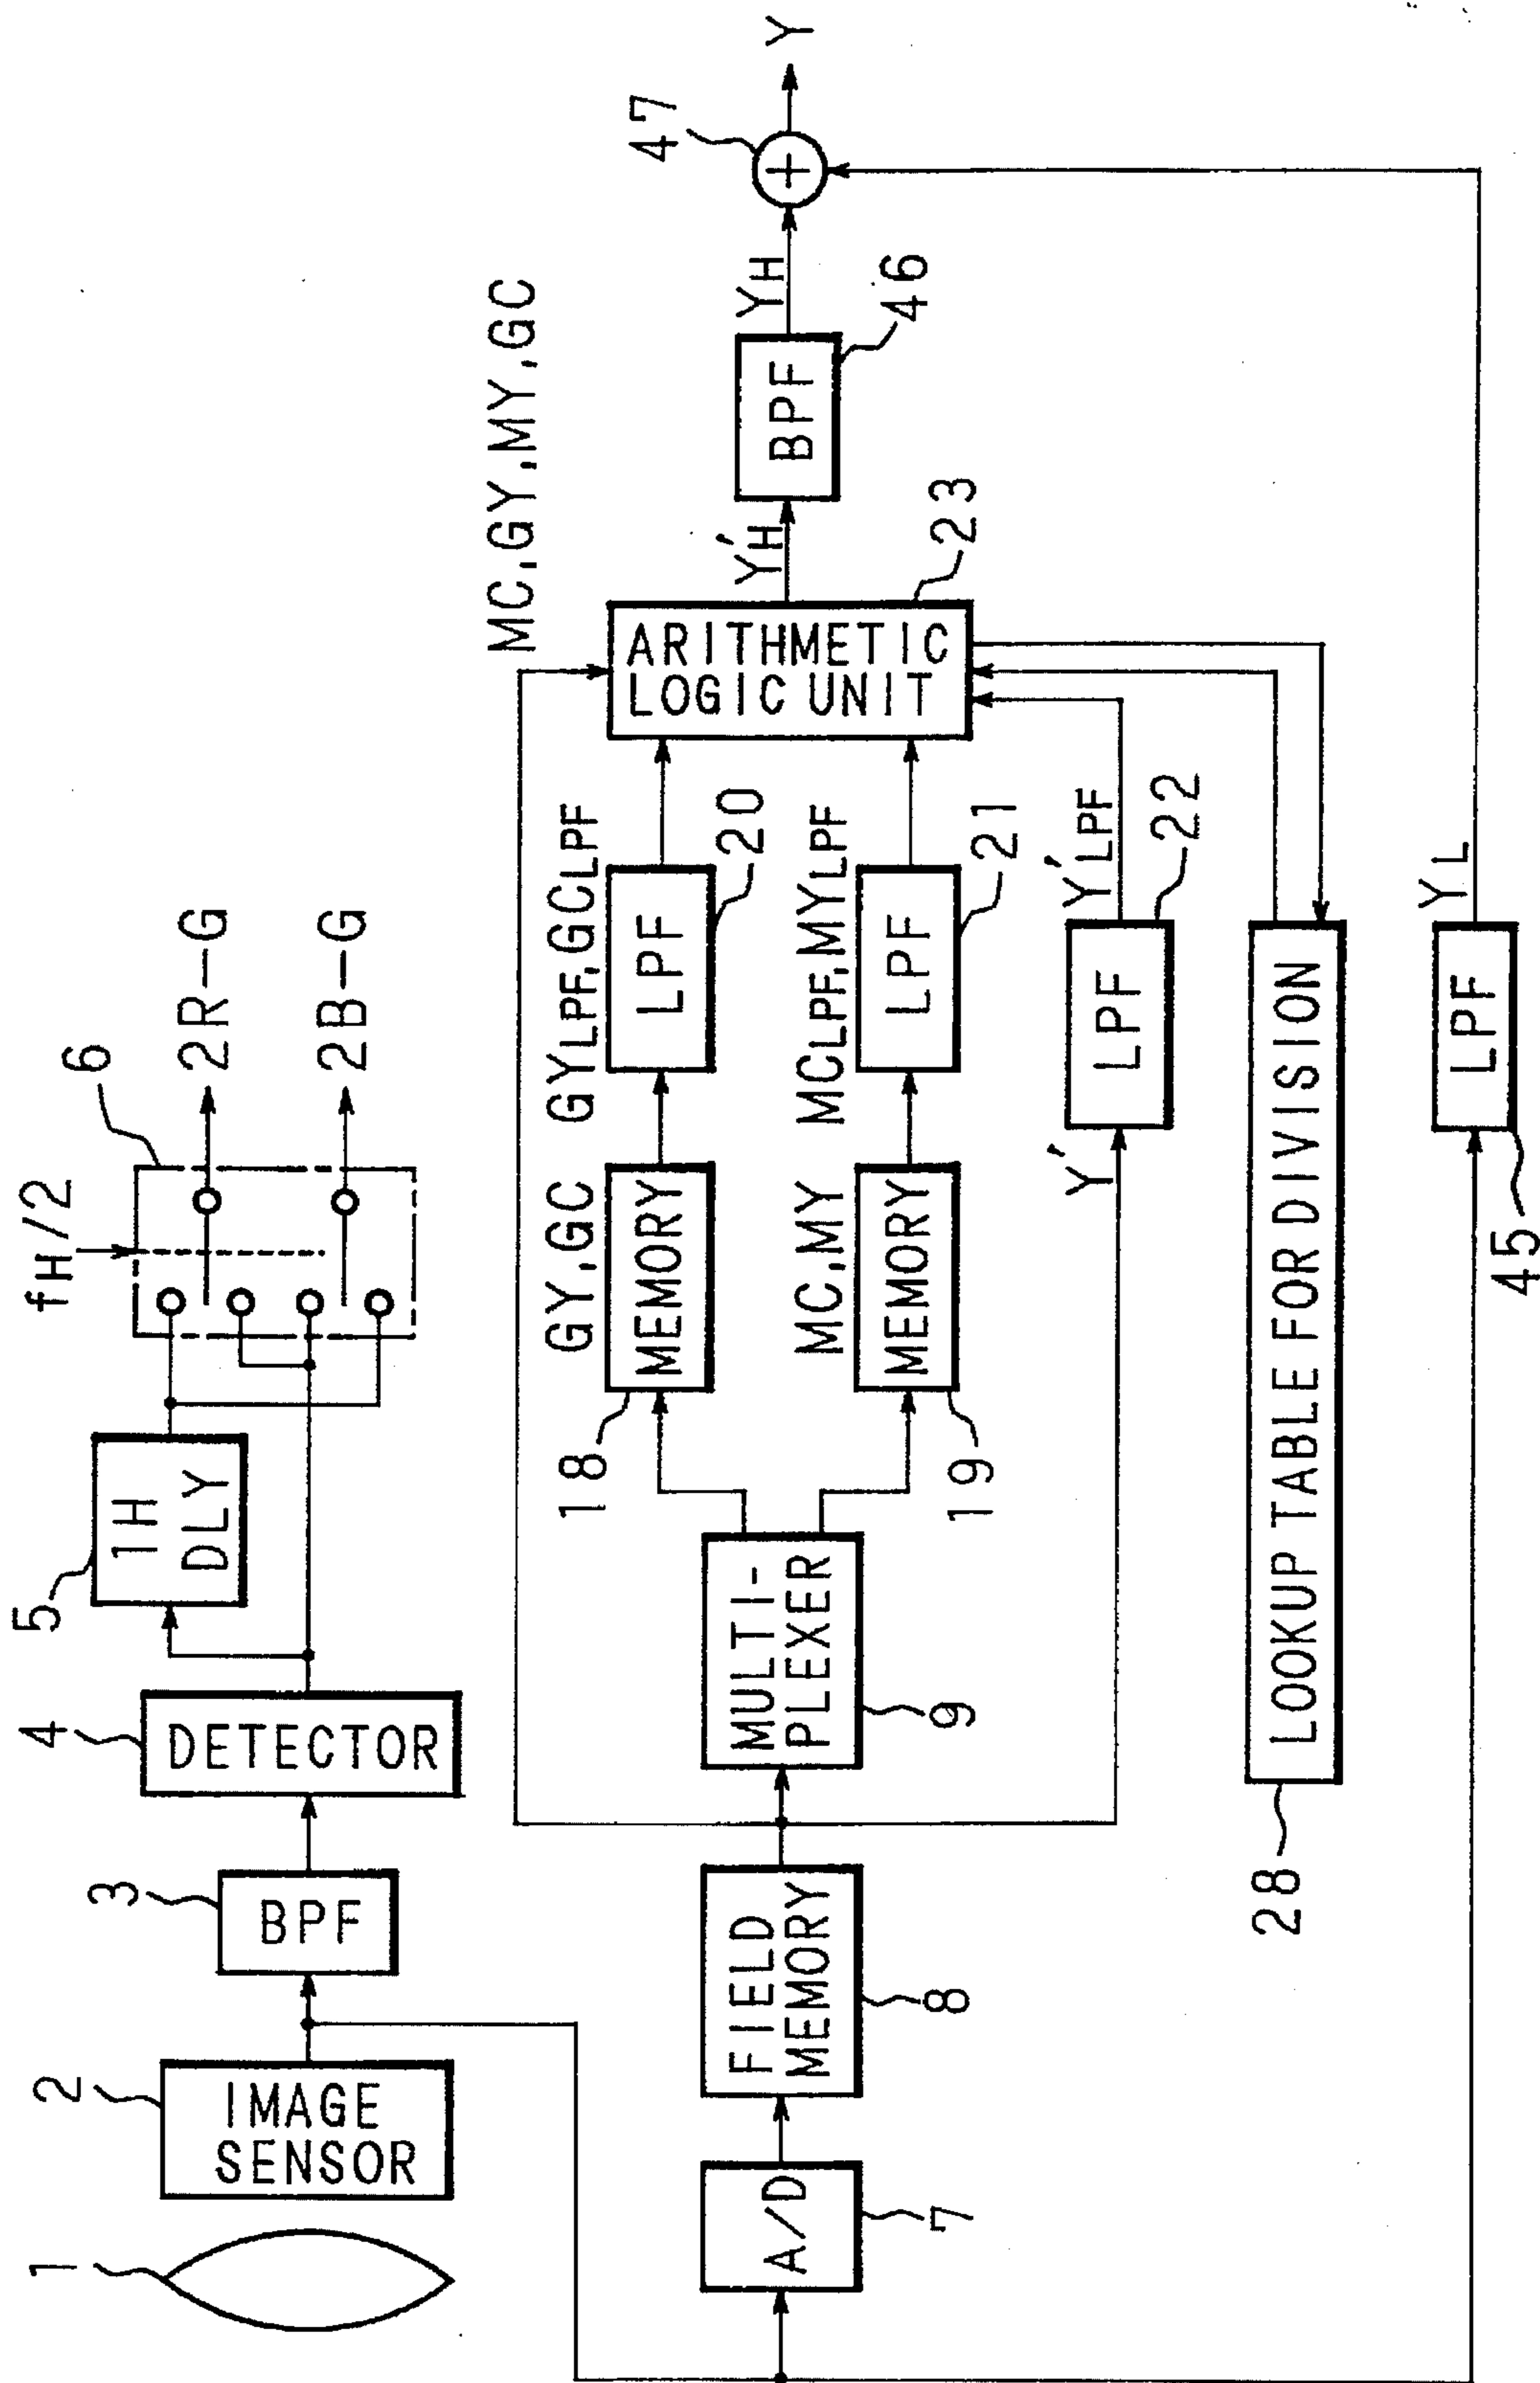 1
2
IMAGE
SENSOR
3
BPF
4
DETECTOR
5
1H
DLY
fH/2
6
2R-G
2B-G
7
A/D
8
FIELD
MEMORY
9
MULTI-
PLEXER
MC,GY,MY,GC
GY,GC
18
MEMORY
GYLPF,GCLPF
LPF
20
MC,MY
19
MEMORY
MCLPF,MYLPF
LPF
21
Y'
LPF
Y'LPF
22
ARITHMETIC
LOGIC UNIT
23
Y'H
BPF
46
YH
47
Y
28
LOOKUP TABLE FOR DIVISION
45
LPF
YL